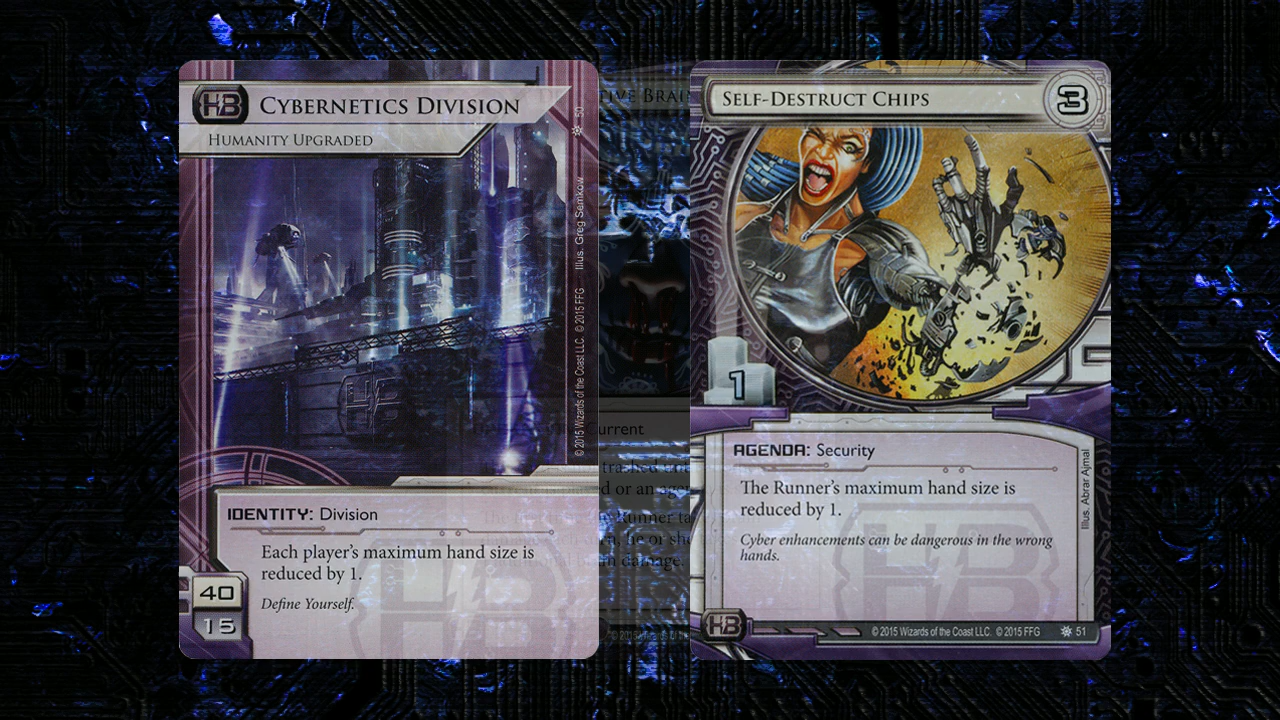 HB CYBERNETICS DIVISION
HUMANITY UPGRADED
50
Illus. Greg Semkow
© 2015 Wizards of the Coast LLC. © 2015 FFG
IDENTITY: Division
Each player's maximum hand size is
reduced by 1.
Define Yourself.
40
15
Current
SELF-DESTRUCT CHIPS
3
1
AGENDA: Security
The Runner's maximum hand size is
reduced by 1.
Cyber enhancements can be dangerous in the wrong
hands.
Illus. Abrar Ajmal
HB
© 2015 Wizards of the Coast LLC. © 2015 FFG
51